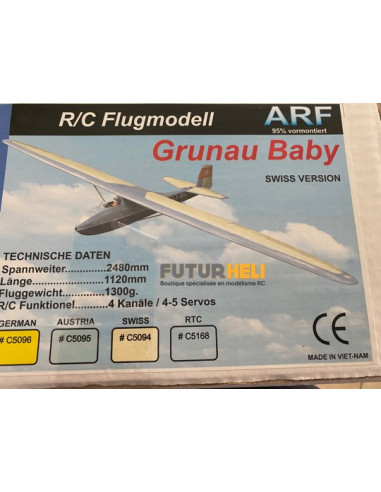 R/C Flugmodell
ARF
95% vormontiert
Grunau Baby
SWISS VERSION
TECHNISCHE DATEN
Spannweiter..............2480mm
Länge.......................1120mm
Fluggewicht..............1300g.
R/C Funktionel..........4 Kanäle / 4-5 Servos
FUTURHELI
Boutique spécialisée en modélisme RC
GERMAN AUSTRIA SWISS RTC
# C5096 # C5095 # C5094 # C5168
CE
MADE IN VIET-NAM